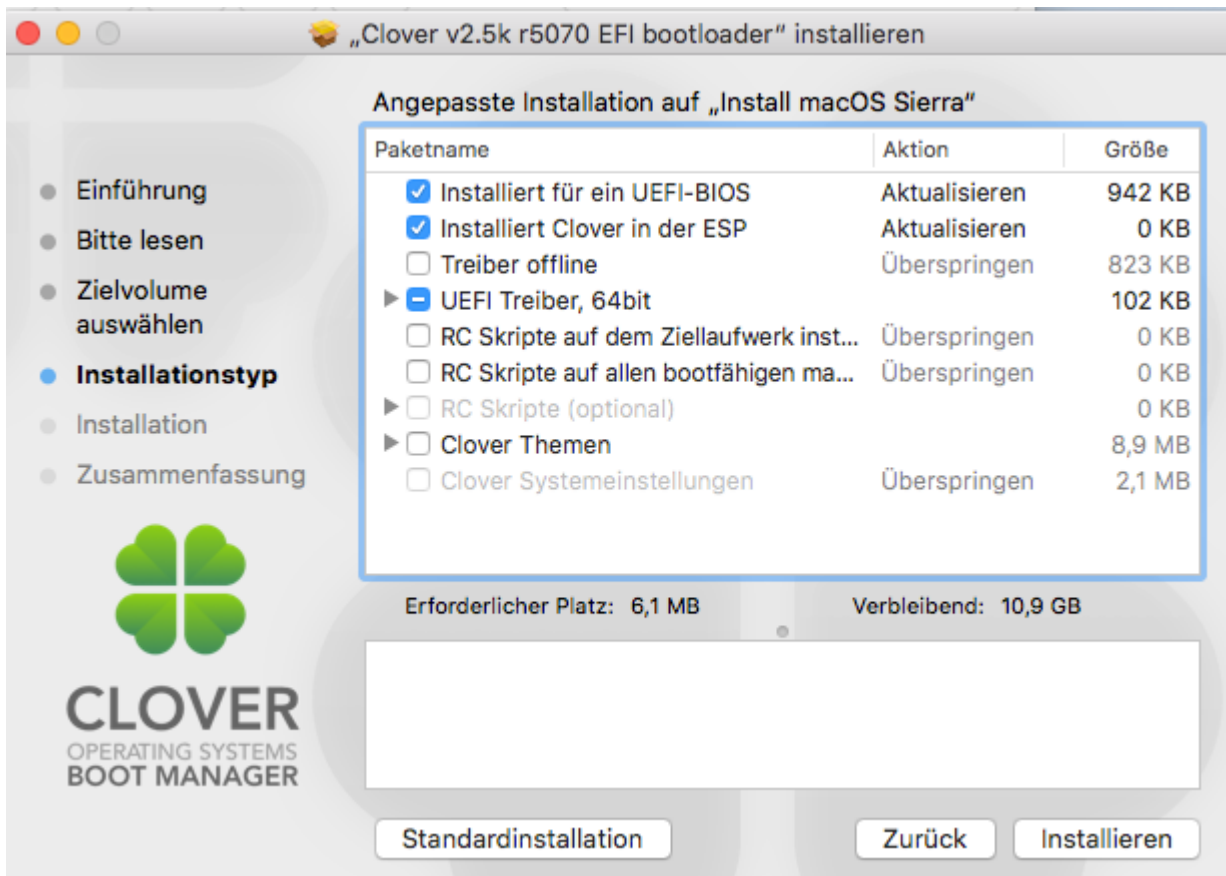 „Clover v2.5k r5070 EFI bootloader“ installieren
Angepasste Installation auf „Install macOS Sierra“
Paketname Aktion Größe
Installiert für ein UEFI-BIOS Aktualisieren 942 KB
Installiert Clover in der ESP Aktualisieren 0 KB
Treiber offline Überspringen 823 KB
UEFI Treiber, 64bit 102 KB
RC Skripte auf dem Ziellaufwerk inst... Überspringen 0 KB
RC Skripte auf allen bootfähigen ma... Überspringen 0 KB
RC Skripte (optional) 0 KB
Clover Themen 8,9 MB
Clover Systemeinstellungen Überspringen 2,1 MB
Einführung
Bitte lesen
Zielvolume
auswählen
Installationstyp
Installation
Zusammenfassung
CLOVER
OPERATING SYSTEMS
BOOT MANAGER
Erforderlicher Platz: 6,1 MB Verbleibend: 10,9 GB
Standardinstallation Zurück Installieren